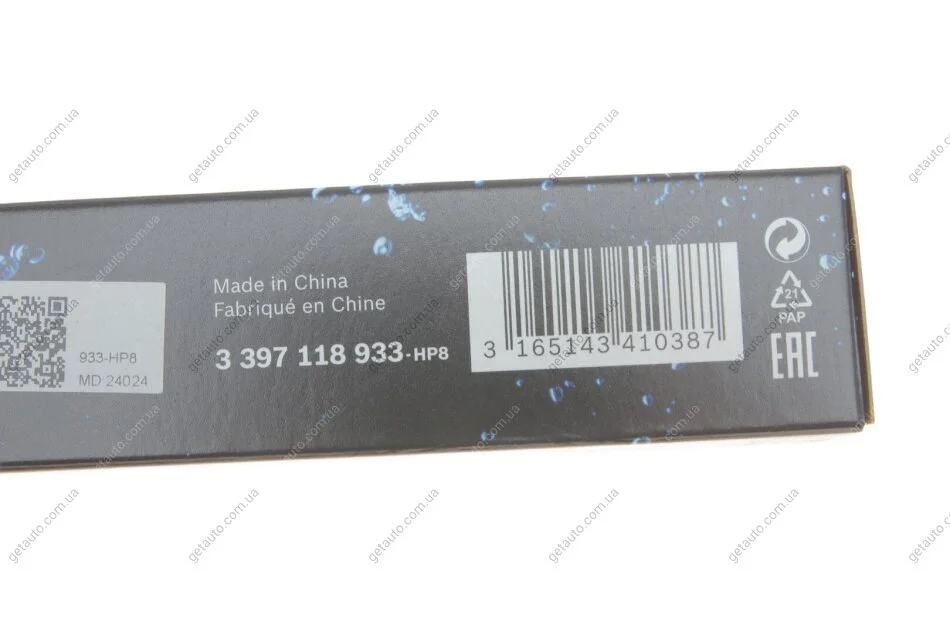 Made in China
Fabriqué en Chine
3 397 118 933-HP8
933-HP8
MD 24024
3 165143 410387
21
PAP
EAC
getauto.com.ua